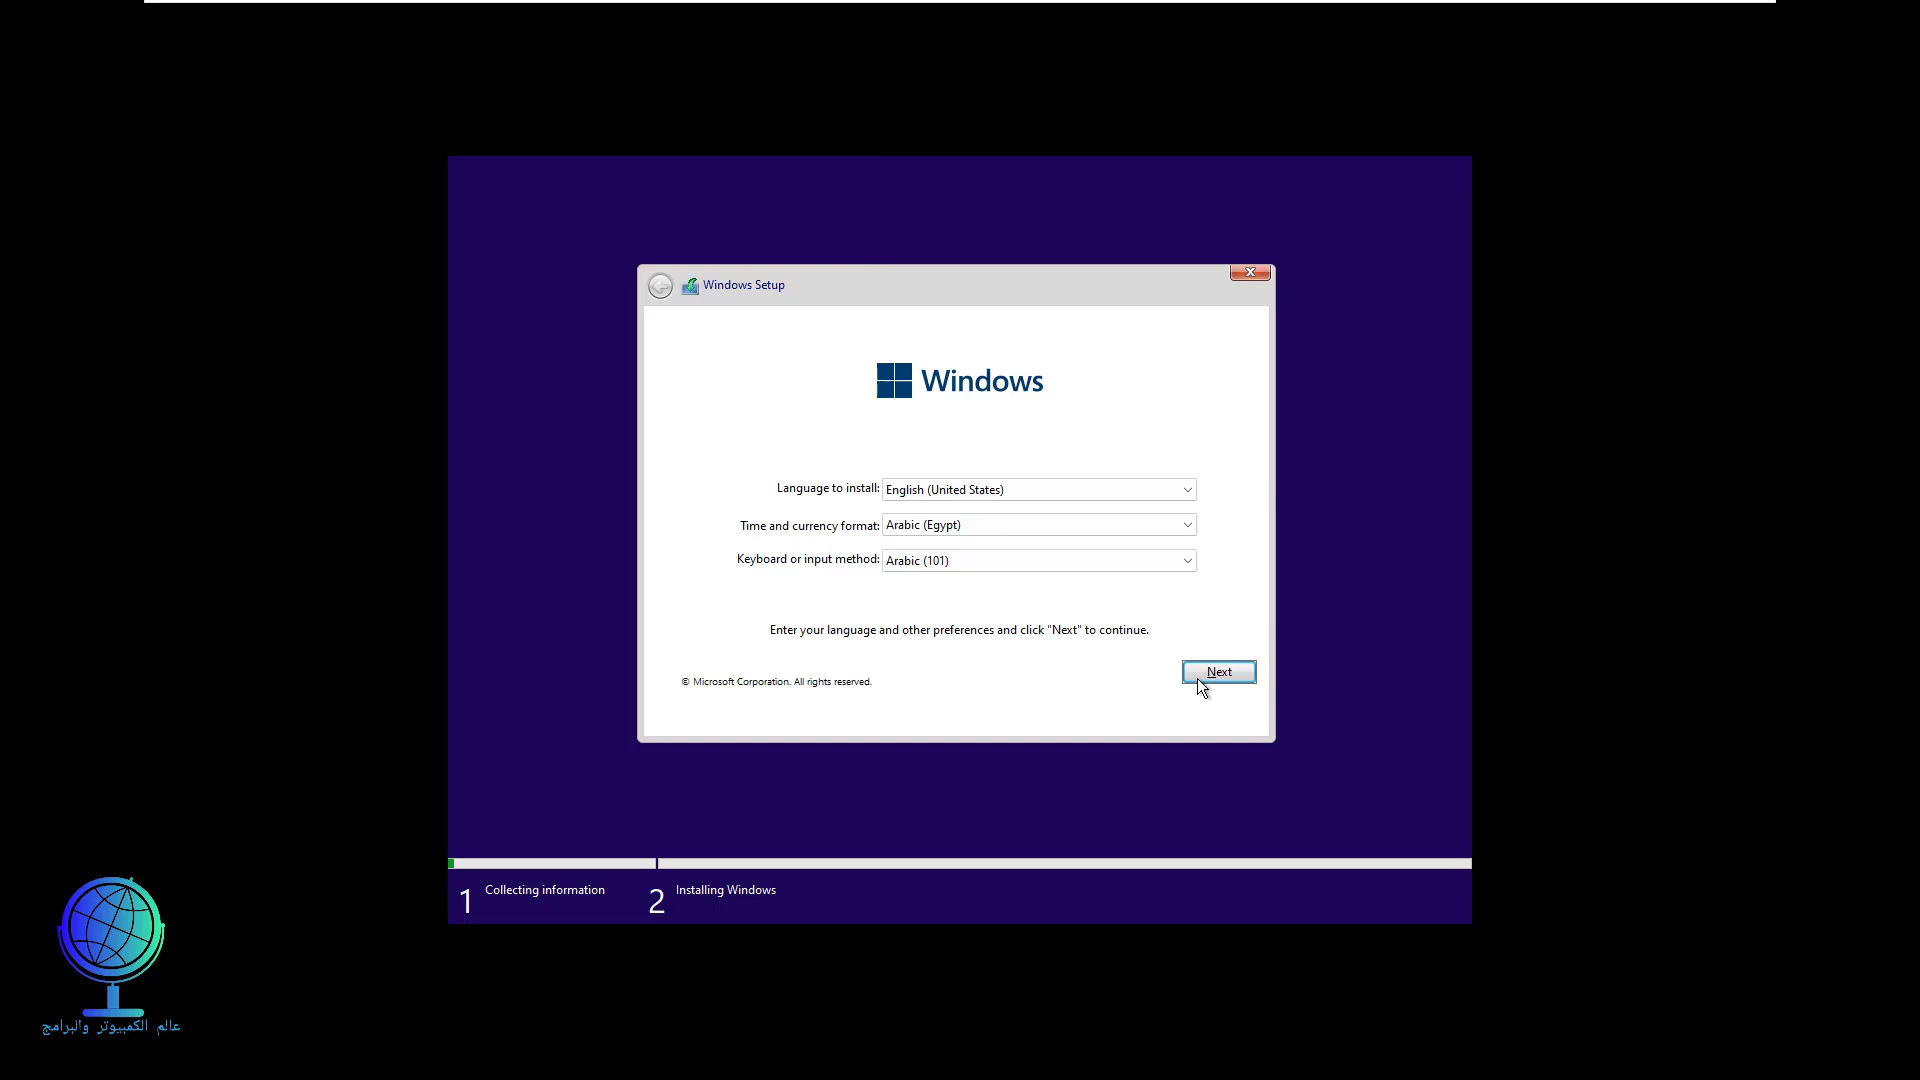 Windows Setup
Windows
Language to install: English (United States)
Time and currency format: Arabic (Egypt)
Keyboard or input method: Arabic (101)
Enter your language and other preferences and click "Next" to continue.
© Microsoft Corporation. All rights reserved.
Next
1 Collecting information
2 Installing Windows
عالم الكمبيوتر والبرامج